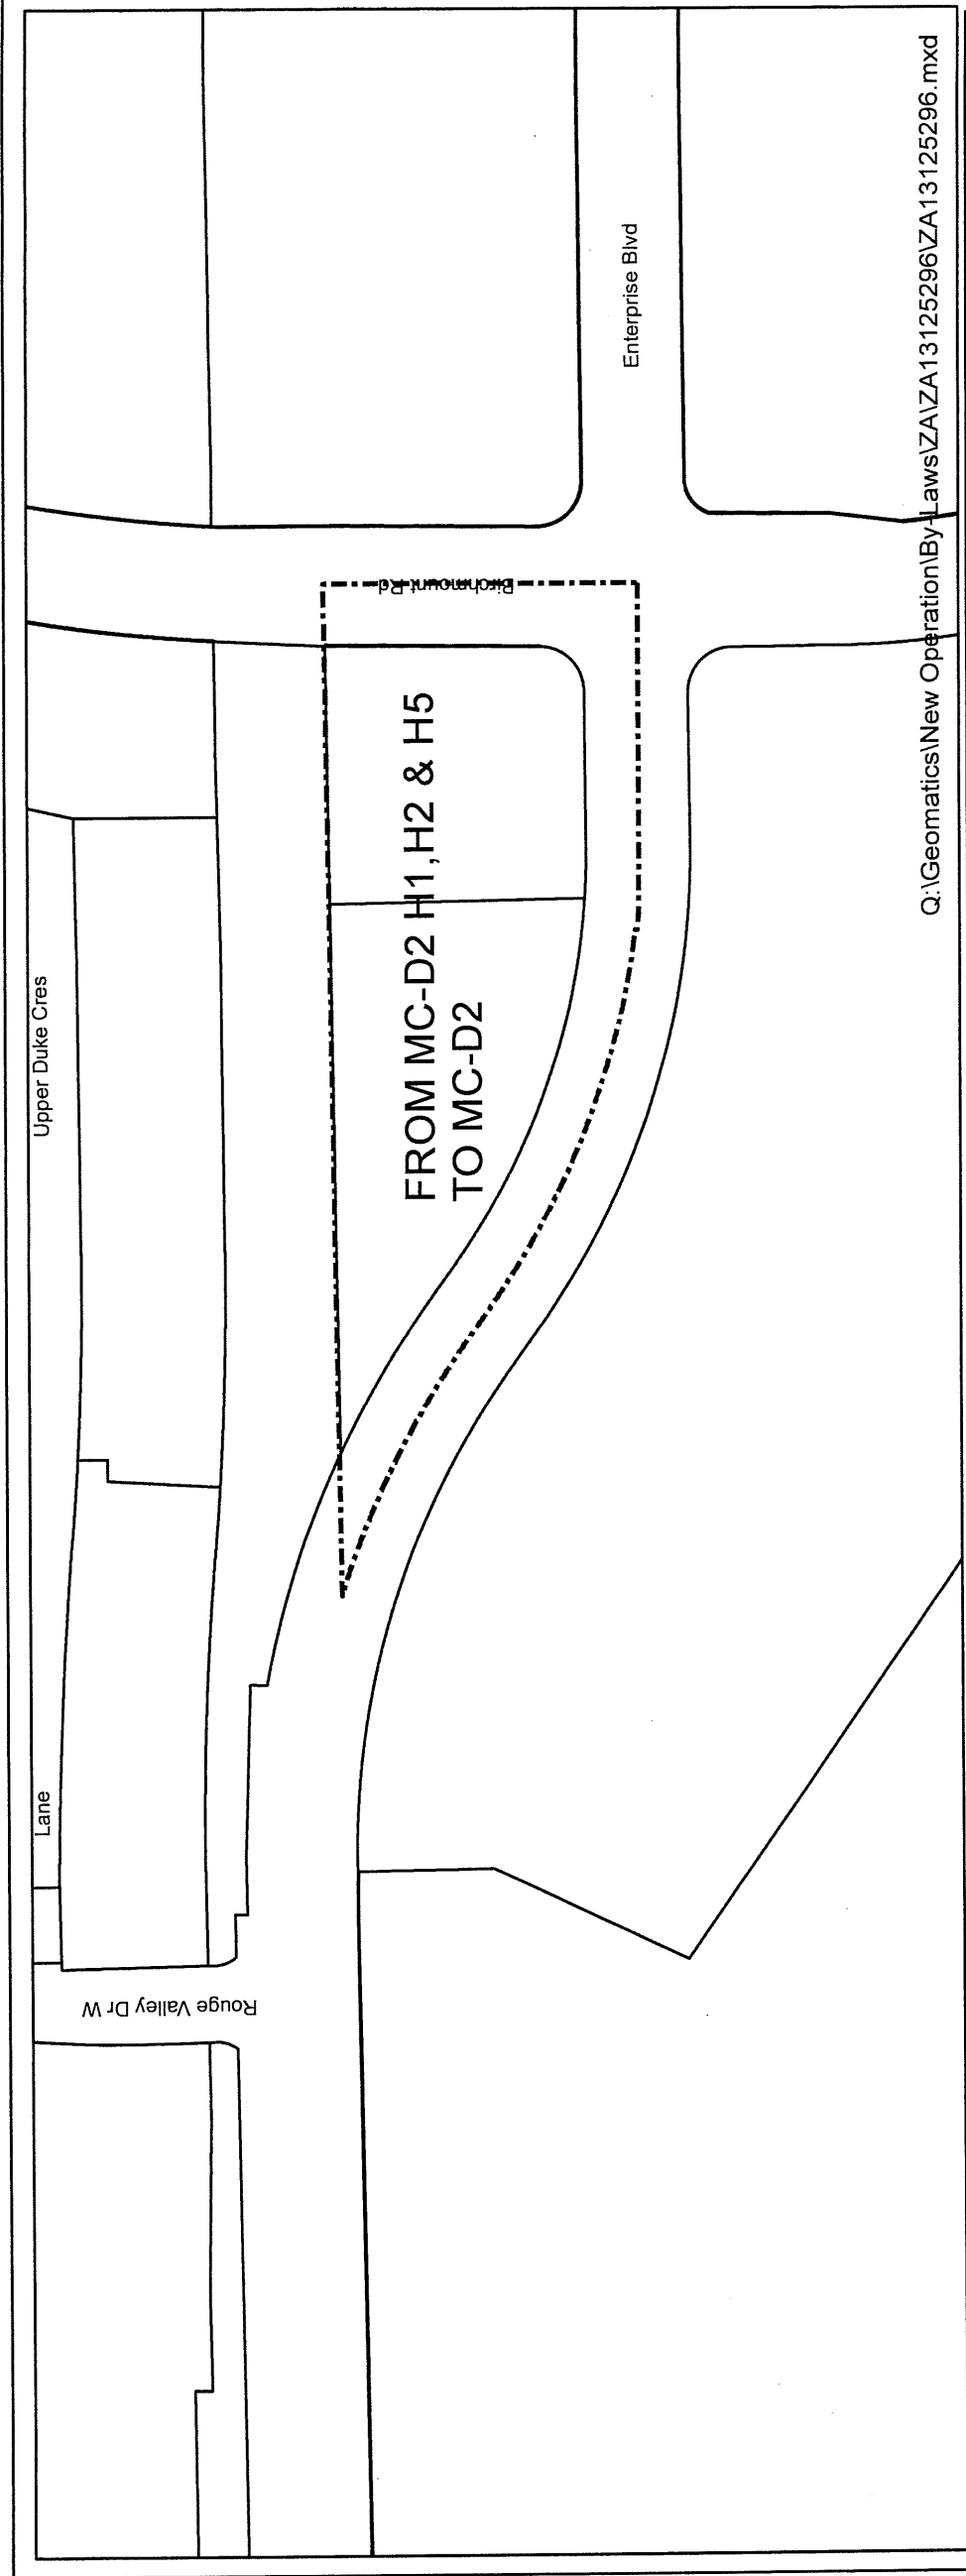 Upper Duke Cres
Lane
Rouge Valley Dr W
FROM MC-D2 H1,H2 & H5
TO MC-D2
Birchmount Rd
Enterprise Blvd
Q:\Geomatics\New Operation\By-Laws\ZA\ZA13125296\ZA13125296.mxd